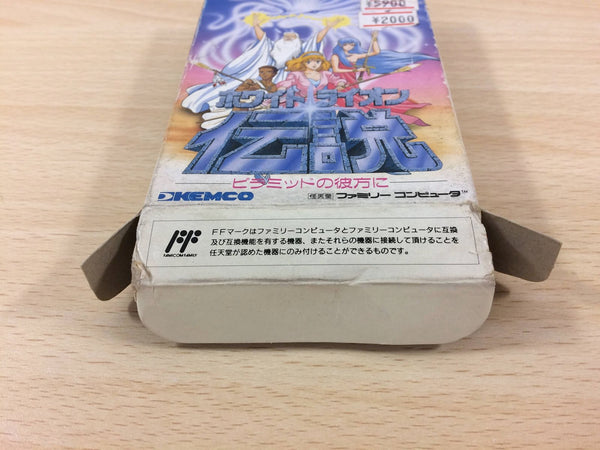 ¥5900
¥2000
ホワイトライオン
伝説
ピラミッドの彼方に
KEMCO
任天堂 ファミリーコンピュータ™
FFマークはファミリーコンピュータとファミリーコンピュータに互換
及び互換機能を有する機器、またそれらの機器に接続して頂けることを
任天堂が認めた機器にのみ付けることができるものです。
FF
FAMICOM FAMILY